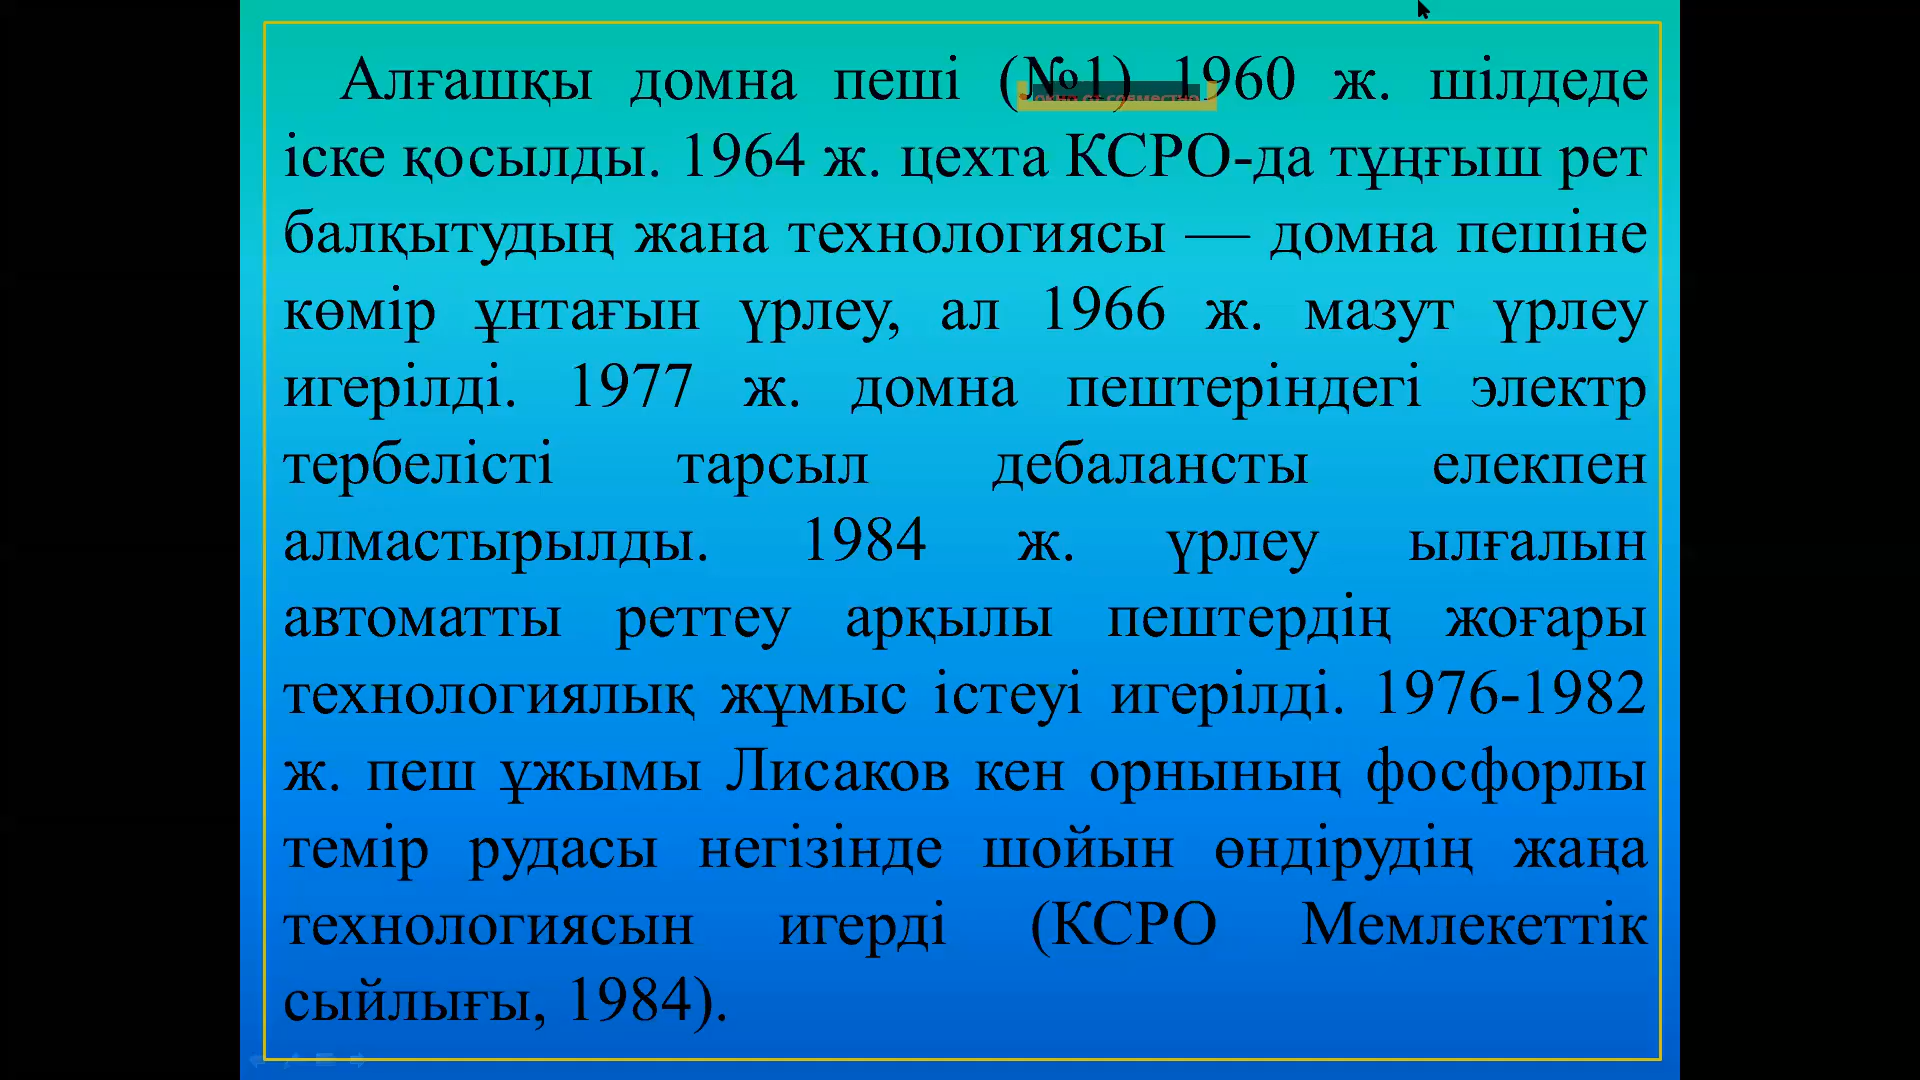 Алғашқы домна пеші (№1) 1960 ж. шілдеде
іске қосылды. 1964 ж. цехта КСРО-да тұңғыш рет
балқытудың жана технологиясы — домна пешіне
көмір ұнтағын үрлеу, ал 1966 ж. мазут үрлеу
игерілді. 1977 ж. домна пештеріндегі электр
тербелісті тарсыл дебалансты елекпен
алмастырылды. 1984 ж. үрлеу ылғалын
автоматты реттеу арқылы пештердің жоғары
технологиялық жұмыс істеуі игерілді. 1976-1982
ж. пеш ұжымы Лисаков кен орнының фосфорлы
темір рудасы негізінде шойын өндірудің жаңа
технологиясын игерді (КСРО Мемлекеттік
сыйлығы, 1984).